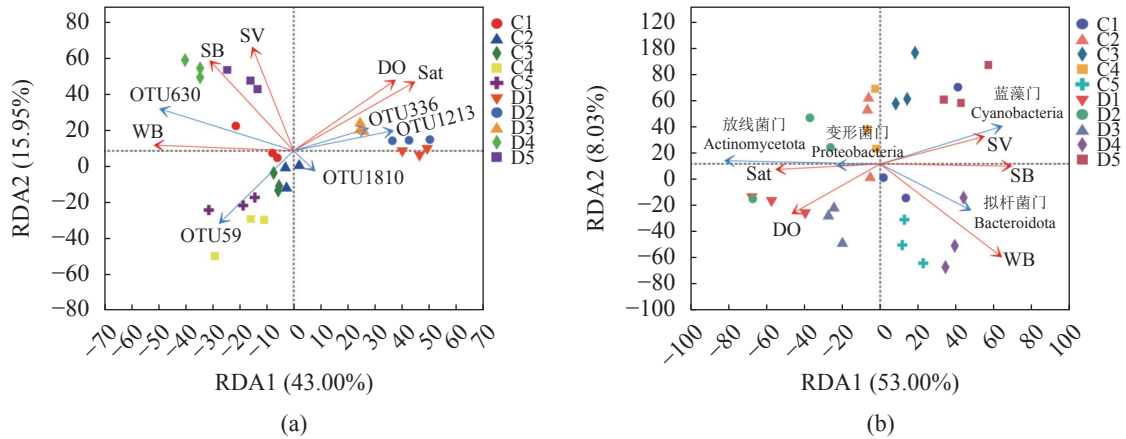 80
60
40
20
0
−20
−40
−60
−80
RDA2 (15.95%)
SB
SV
DO
Sat
OTU630
OTU336
OTU1213
WB
OTU1810
OTU59
−70
−60
−50
−40
−30
−20
−10
0
10
20
30
40
50
60
70
RDA1 (43.00%)
C1
C2
C3
C4
C5
D1
D2
D3
D4
D5
(a)
120
180
60
40
20
0
−20
−40
−60
−80
−100
RDA2 (8.03%)
蓝藻门
Cyanobacteria
放线菌门
Actinomycetota
变形菌门
Proteobacteria
SV
Sat
SB
拟杆菌门
Bacteroidota
DO
WB
−100
−80
−60
−40
−20
0
20
40
60
80
100
RDA1 (53.00%)
C1
C2
C3
C4
C5
D1
D2
D3
D4
D5
(b)